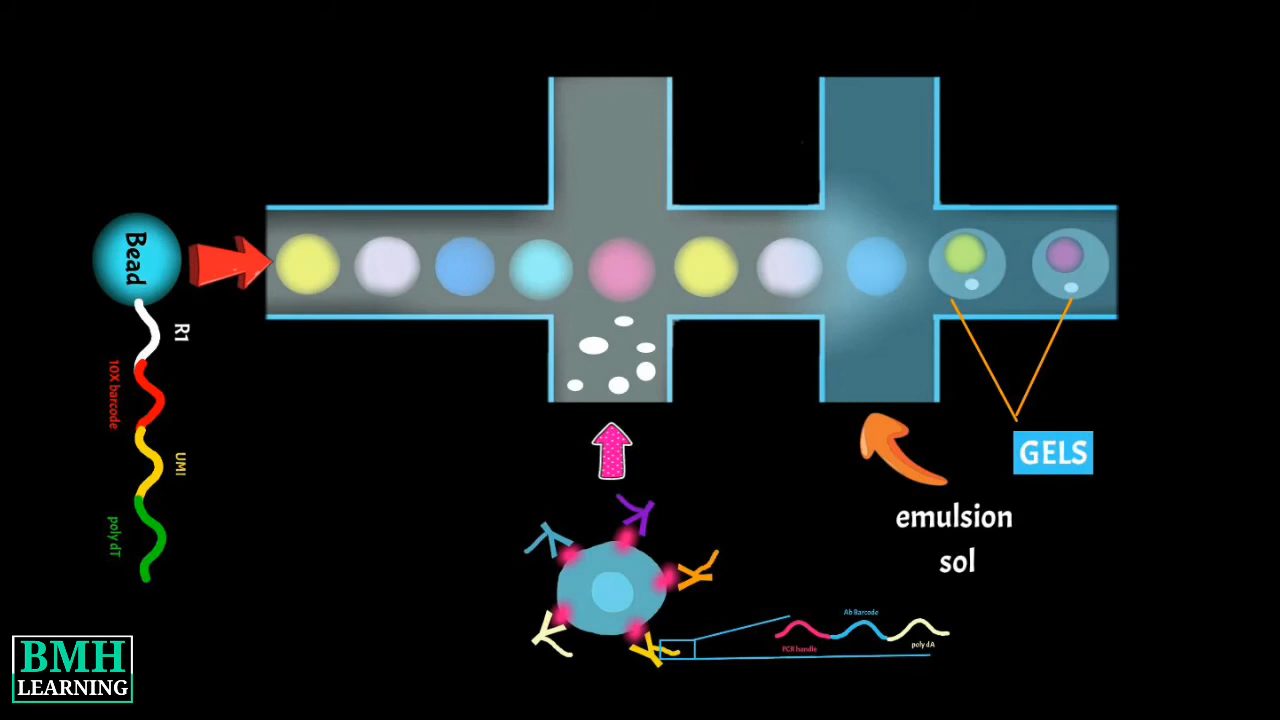 Bead
R1
10X barcode
UMI
poly dT
GELS
emulsion
sol
Ab Barcode
PCR handle
poly dA
BMH
LEARNING